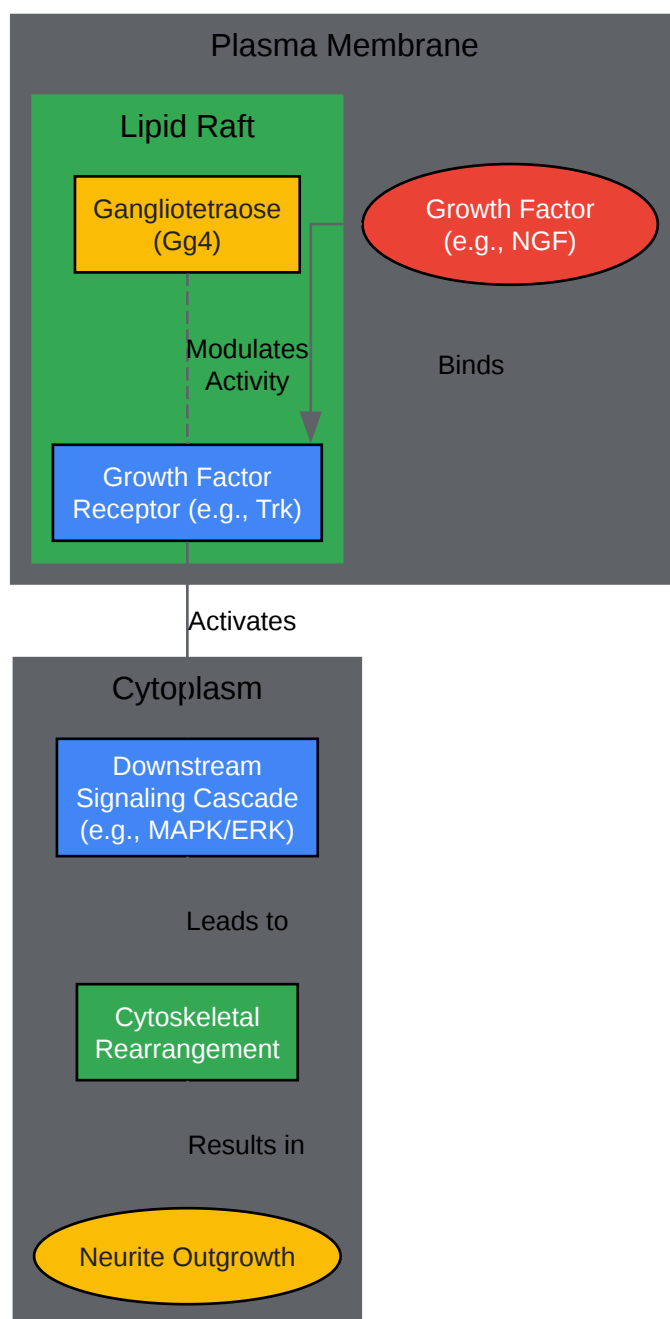 Plasma Membrane
Lipid Raft
Gangliotetraose
(Gg4)
Growth Factor
(e.g., NGF)
Modulates
Activity
Binds
Growth Factor
Receptor (e.g., Trk)
Activates
Cytoplasm
Downstream
Signaling Cascade
(e.g., MAPK/ERK)
Leads to
Cytoskeletal
Rearrangement
Results in
Neurite Outgrowth